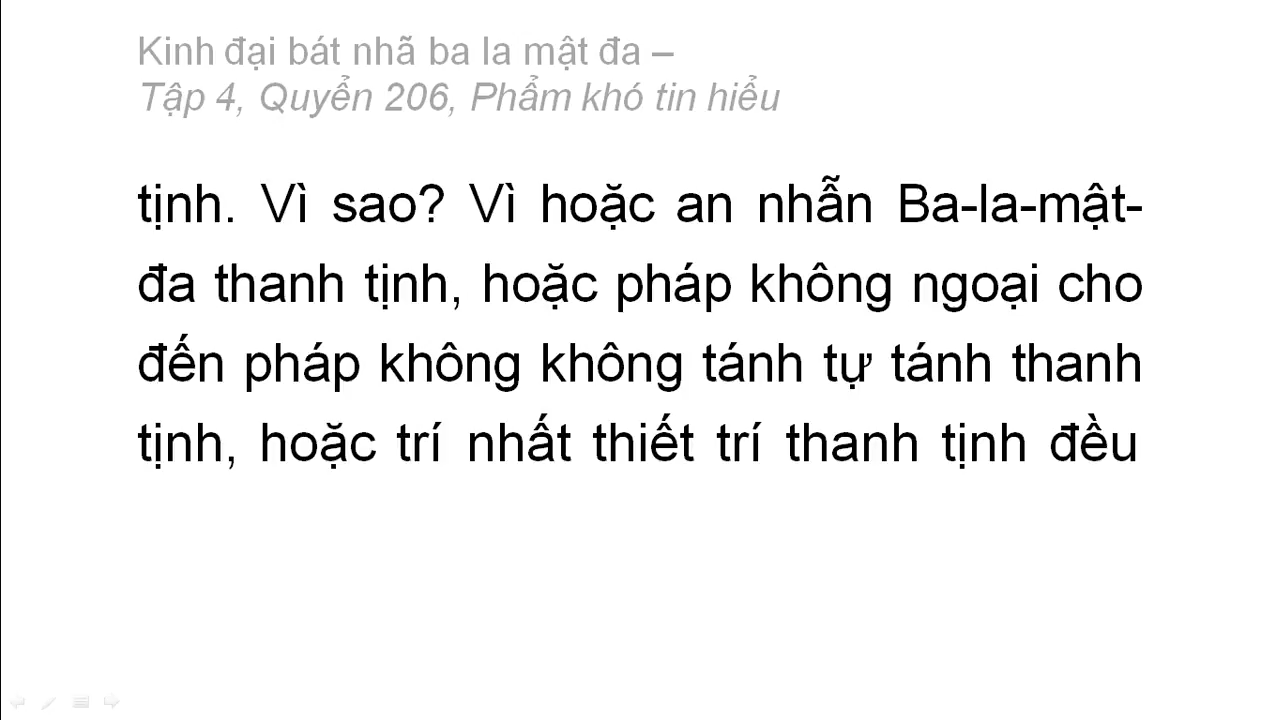 Kinh đại bát nhã ba la mật đa –
Tập 4, Quyển 206, Phẩm khó tin hiểu
tịnh. Vì sao? Vì hoặc an nhẫn Ba-la-mật-
đa thanh tịnh, hoặc pháp không ngoại cho
đến pháp không không tánh tự tánh thanh
tịnh, hoặc trí nhất thiết trí thanh tịnh đều